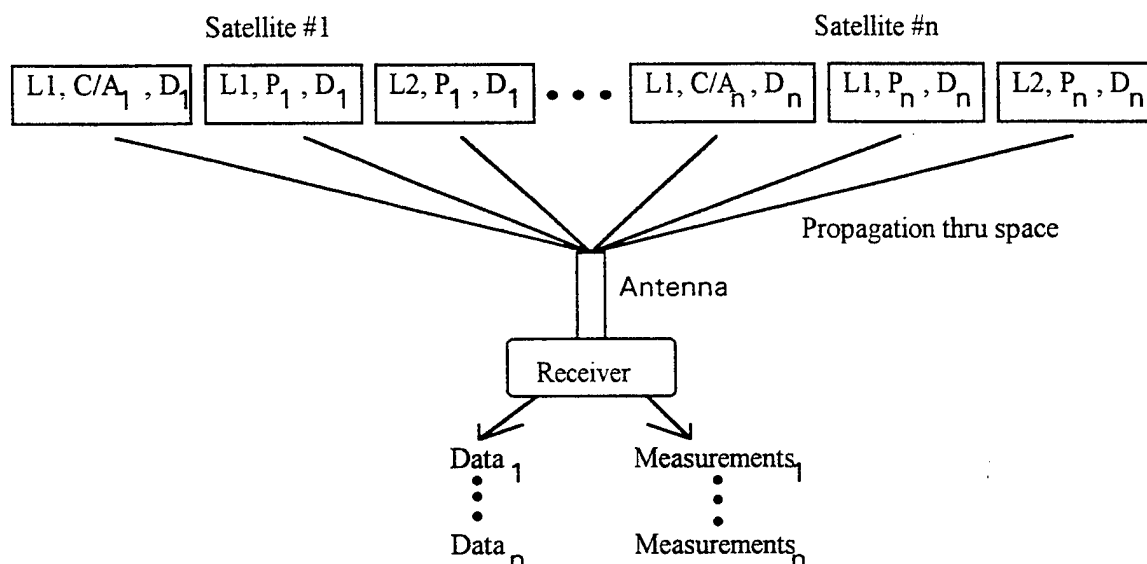 Satellite #1
Satellite #n
L1, C/A1 , D1
L1, P1 , D1
L2, P1 , D1
L1, C/An , Dn
L1, Pn , Dn
L2, Pn , Dn
Propagation thru space
Antenna
Receiver
Data1
Measurements1
Datan
Measurementsn